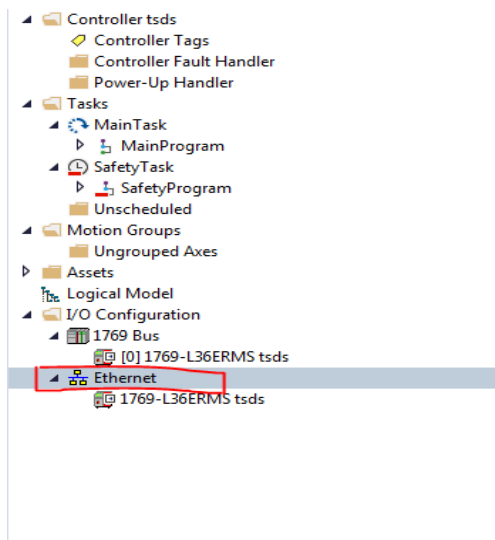 Controller tsds
Controller Tags
Controller Fault Handler
Power-Up Handler
Tasks
MainTask
MainProgram
SafetyTask
SafetyProgram
Unscheduled
Motion Groups
Ungrouped Axes
Assets
Logical Model
I/O Configuration
1769 Bus
[0] 1769-L36ERMS tsds
Ethernet
1769-L36ERMS tsds